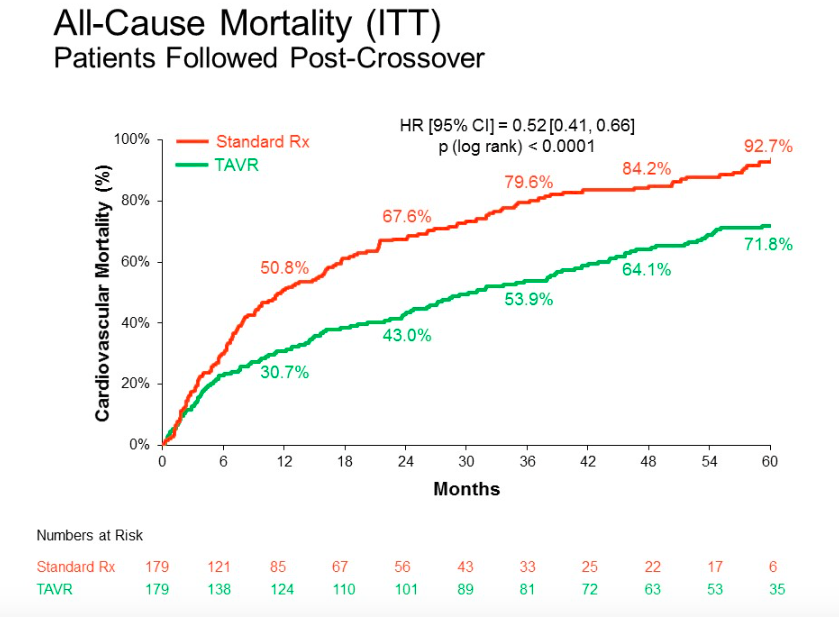 All-Cause Mortality (ITT)
Patients Followed Post-Crossover
HR [95% CI] = 0.52 [0.41, 0.66]
p (log rank) < 0.0001
Standard Rx
TAVR
Cardiovascular Mortality (%)
100%
80%
60%
40%
20%
0%
50.8%
67.6%
79.6%
84.2%
92.7%
30.7%
43.0%
53.9%
64.1%
71.8%
0 6 12 18 24 30 36 42 48 54 60
Months
Numbers at Risk
Standard Rx 179 121 85 67 56 43 33 25 22 17 6
TAVR 179 138 124 110 101 89 81 72 63 53 35